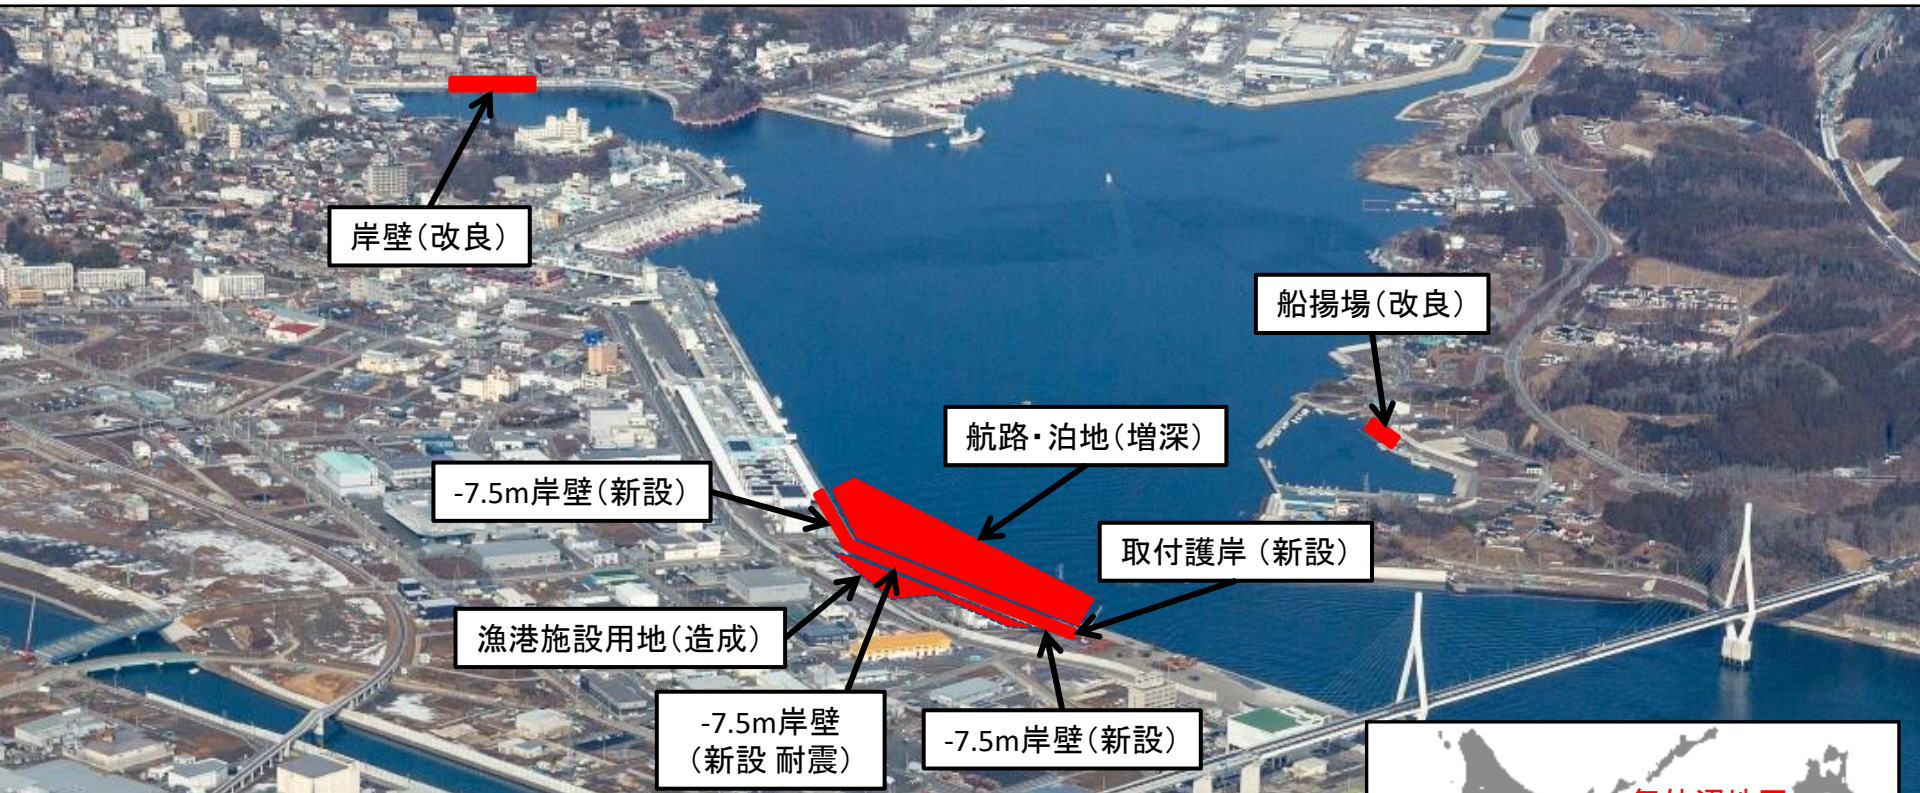 岸壁(改良)
船揚場(改良)
航路・泊地(増深)
-7.5m岸壁(新設)
取付護岸 (新設)
漁港施設用地(造成)
-7.5m岸壁
(新設 耐震)
-7.5m岸壁(新設)